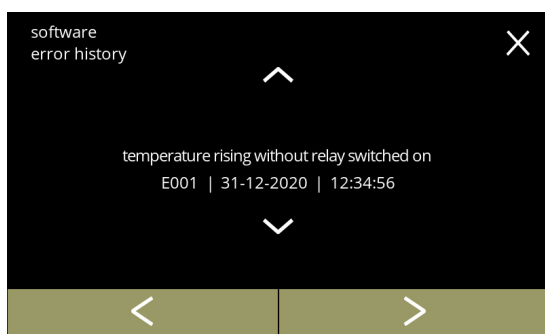 software
error history
temperature rising without relay switched on
E001 | 31-12-2020 | 12:34:56